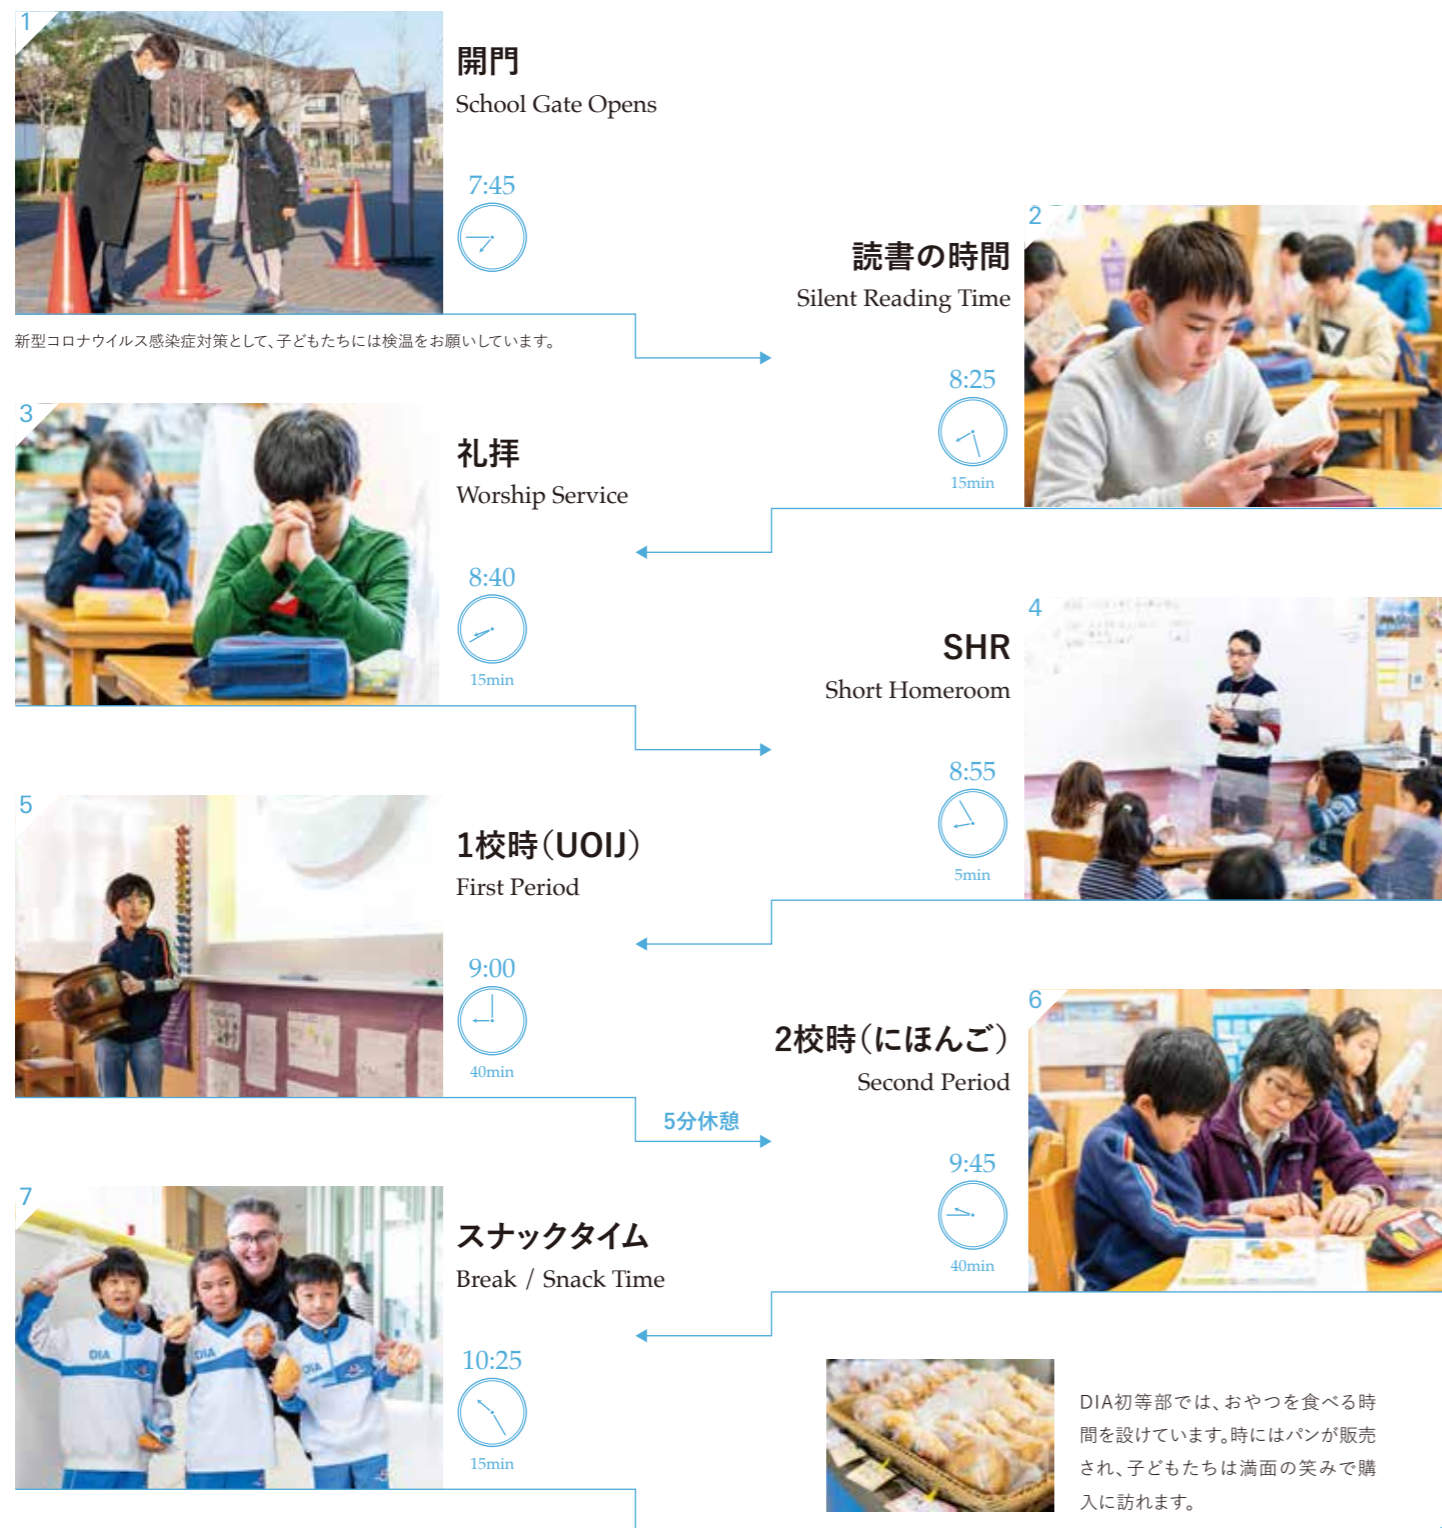 1
開門
School Gate Opens
7:45
新型コロナウイルス感染症対策として、子どもたちには検温をお願いしています。
2
読書の時間
Silent Reading Time
8:25
15min
3
礼拝
Worship Service
8:40
15min
4
SHR
Short Homeroom
8:55
5min
5
1校時(UOIJ)
First Period
9:00
40min
5分休憩
6
2校時(にほんご)
Second Period
9:45
40min
7
スナックタイム
Break / Snack Time
10:25
15min
DIA
DIA
DIA
DIA初等部では、おやつを食べる時
間を設けています。時にはパンが販売
され、子どもたちは満面の笑みで購
入に訪れます。